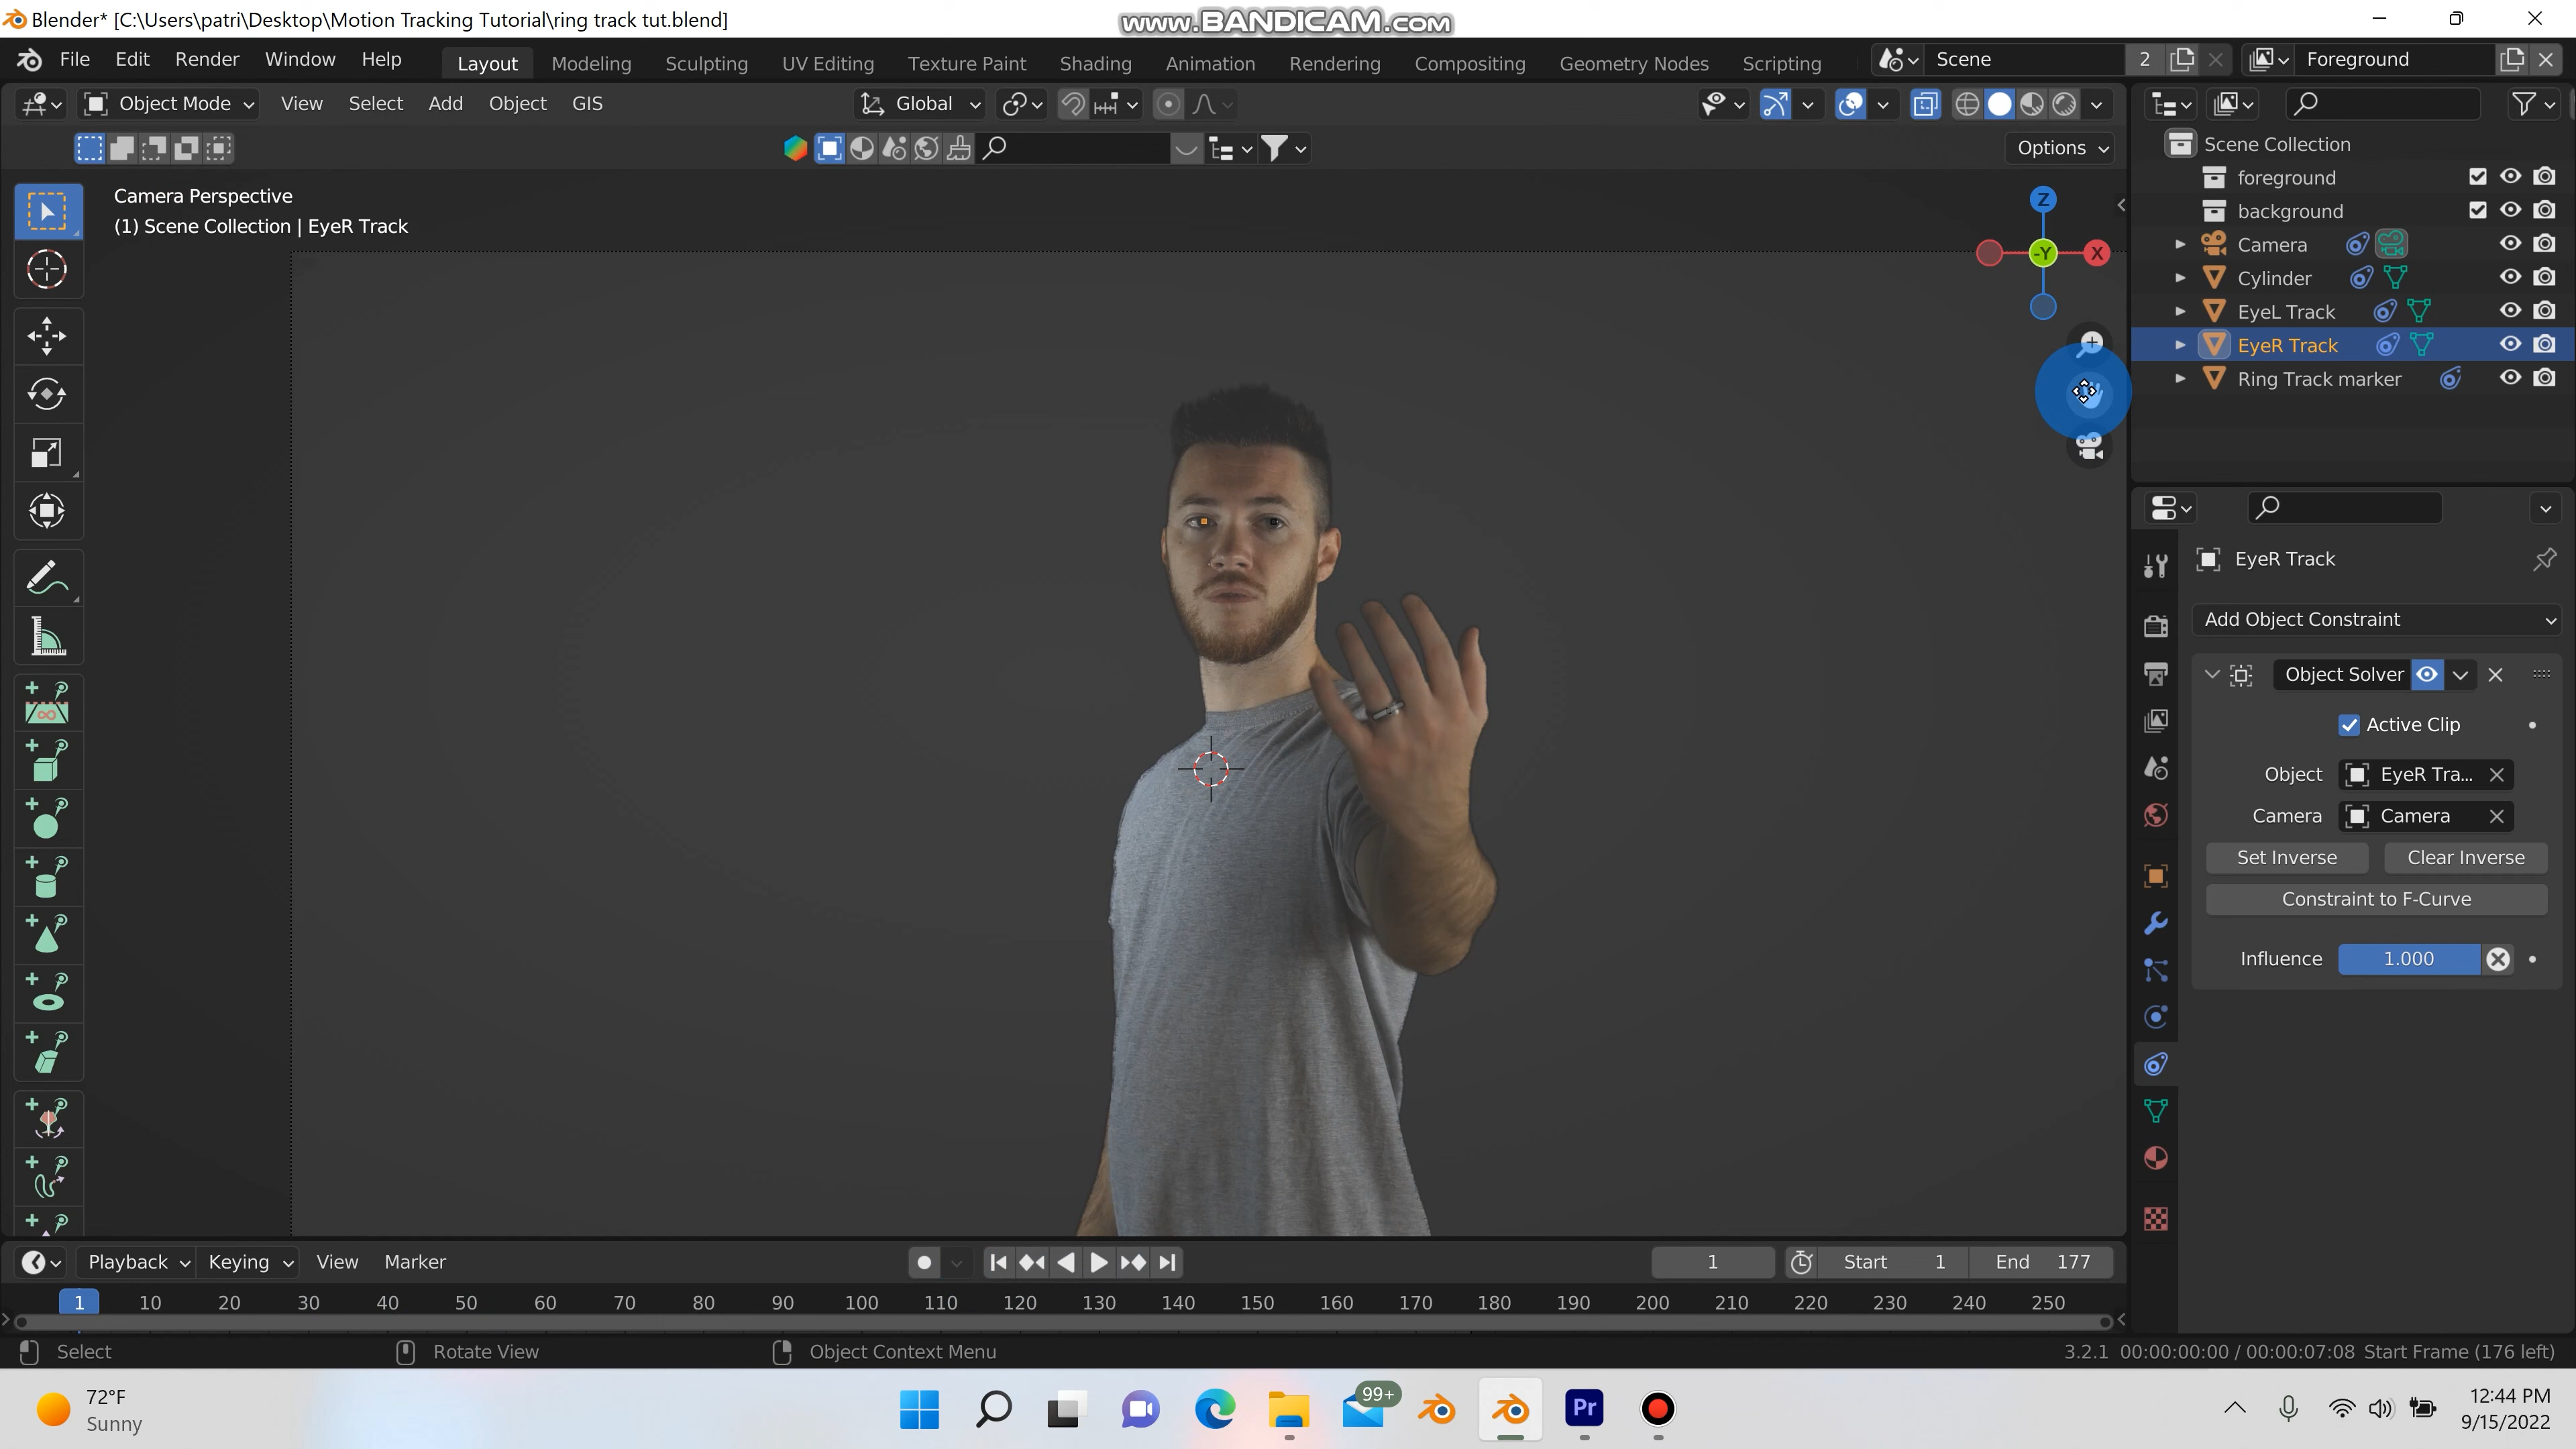 Blender* [C:\Users\patri\Desktop\Motion Tracking Tutorial\ring track tut.blend]
www.BANDICAM.com
File Edit Render Window Help
Layout Modeling Sculpting UV Editing Texture Paint Shading Animation Rendering Compositing Geometry Nodes Scripting
Scene 2
Foreground
Object Mode View Select Add Object GIS
Global
Options
Camera Perspective
(1) Scene Collection | EyeR Track
Z
-Y
X
Scene Collection
foreground
background
Camera
Cylinder
EyeL Track
EyeR Track
Ring Track marker
EyeR Track
Add Object Constraint
Object Solver
Active Clip
Object EyeR Tra...
Camera Camera
Set Inverse Clear Inverse
Constraint to F-Curve
Influence 1.000
Playback Keying View Marker
1 Start 1 End 177
1 10 20 30 40 50 60 70 80 90 100 110 120 130 140 150 160 170 180 190 200 210 220 230 240 250
Select Rotate View Object Context Menu
3.2.1 00:00:00:00 / 00:00:07:08 Start Frame (176 left)
72°F
Sunny
99+
Pr
12:44 PM
9/15/2022